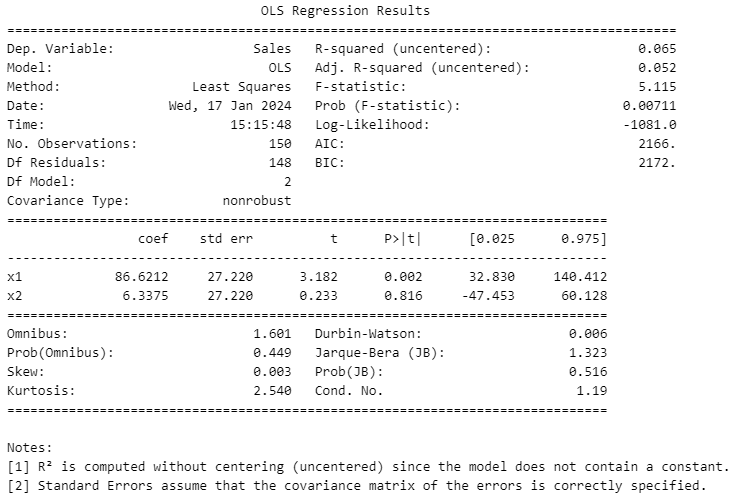 OLS Regression Results
=======================================================================================
Dep. Variable: Sales R-squared (uncentered): 0.065
Model: OLS Adj. R-squared (uncentered): 0.052
Method: Least Squares F-statistic: 5.115
Date: Wed, 17 Jan 2024 Prob (F-statistic): 0.00711
Time: 15:15:48 Log-Likelihood: -1081.0
No. Observations: 150 AIC: 2166.
Df Residuals: 148 BIC: 2172.
Df Model: 2
Covariance Type: nonrobust
==============================================================================
coef std err t P>|t| [0.025 0.975]
------------------------------------------------------------------------------
x1 86.6212 27.220 3.182 0.002 32.830 140.412
x2 6.3375 27.220 0.233 0.816 -47.453 60.128
==============================================================================
Omnibus: 1.601 Durbin-Watson: 0.006
Prob(Omnibus): 0.449 Jarque-Bera (JB): 1.323
Skew: 0.003 Prob(JB): 0.516
Kurtosis: 2.540 Cond. No. 1.19
==============================================================================
Notes:
[1] R² is computed without centering (uncentered) since the model does not contain a constant.
[2] Standard Errors assume that the covariance matrix of the errors is correctly specified.